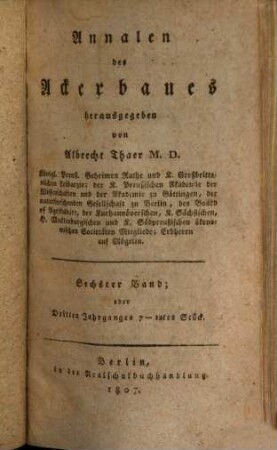 Annalen
des
Ackerbaues
herausgegeben
von
Albrecht Thaer M. D.
Königl. Preuß. Geheimen Rathe und K. Großbritta-
nischen Leibarzte; der K. Preußischen Akademie der
Wissenschaften und der Akademie zu Göttingen, der
naturforschenden Gesellschaft zu Berlin, des Board
of Agriculture, der Churhannöverschen, K. Sächsischen,
H. Altenburgischen und K. Südpreußischen ökono-
mischen Societäten Mitgliede; Erbherrn
auf Mögelin.
Sechster Band;
oder
Dritten Jahrganges 7–12tes Stück.
Berlin,
in der Realschulbuchhandlung
1807.